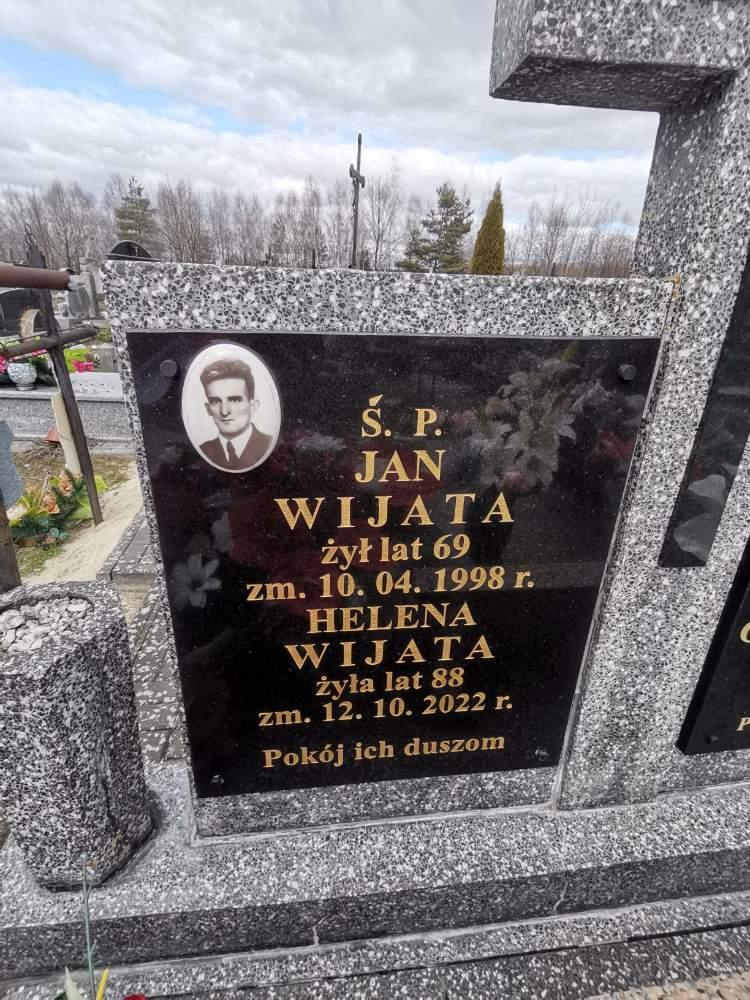 Ś. P.
JAN
WIJATA
żył lat 69
zm. 10. 04. 1998 r.
HELENA
WIJATA
żyła lat 88
zm. 12. 10. 2022 r.
Pokój ich duszom